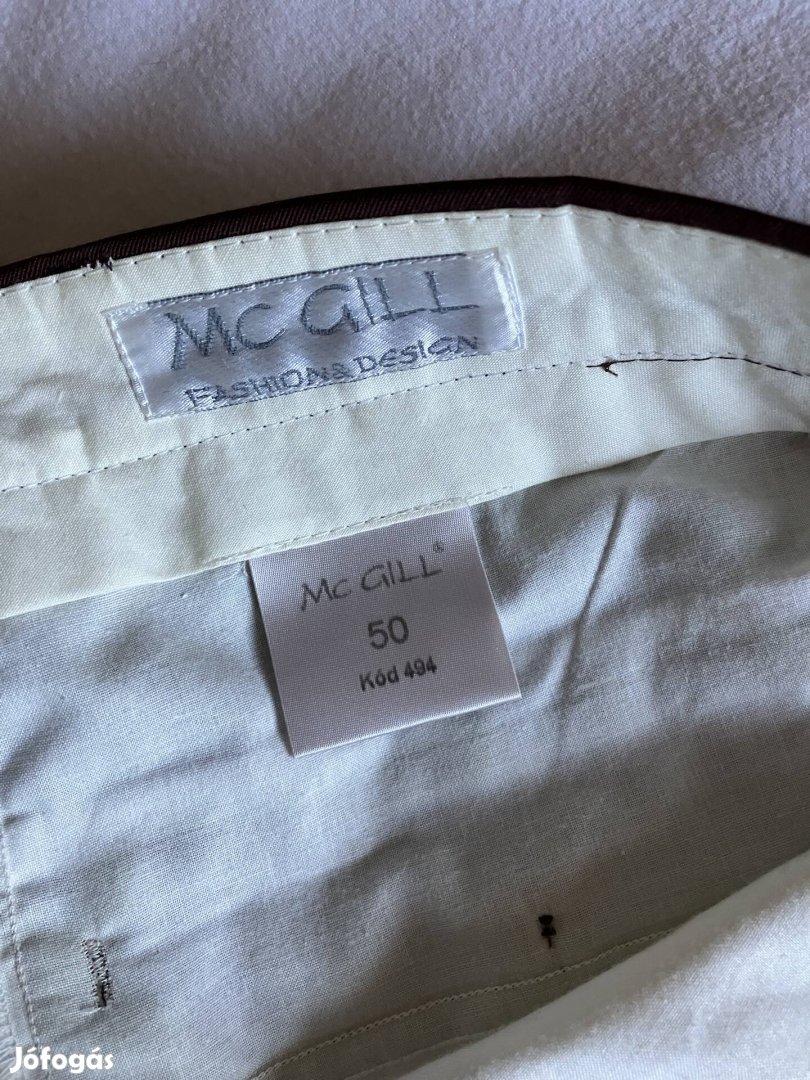 Mc GILL
FASHION & DESIGN
Mc GILL®
50
Kód 494
Jófogás